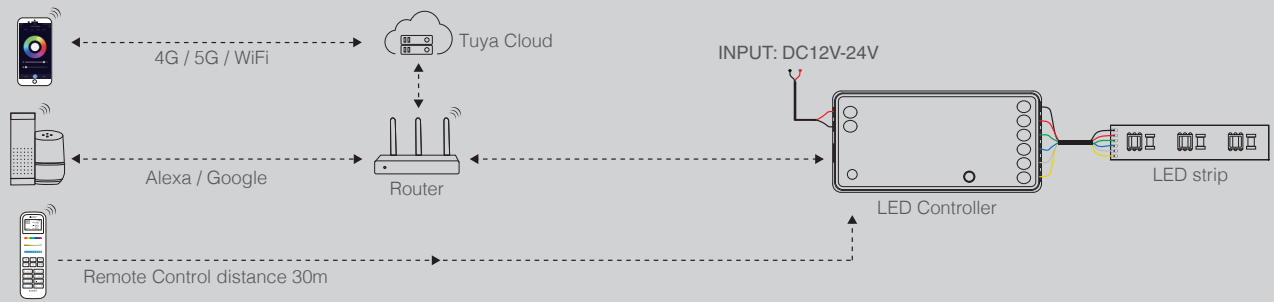 4G / 5G / WiFi
Tuya Cloud
INPUT: DC12V-24V
Alexa / Google
Router
LED strip
LED Controller
Remote Control distance 30m